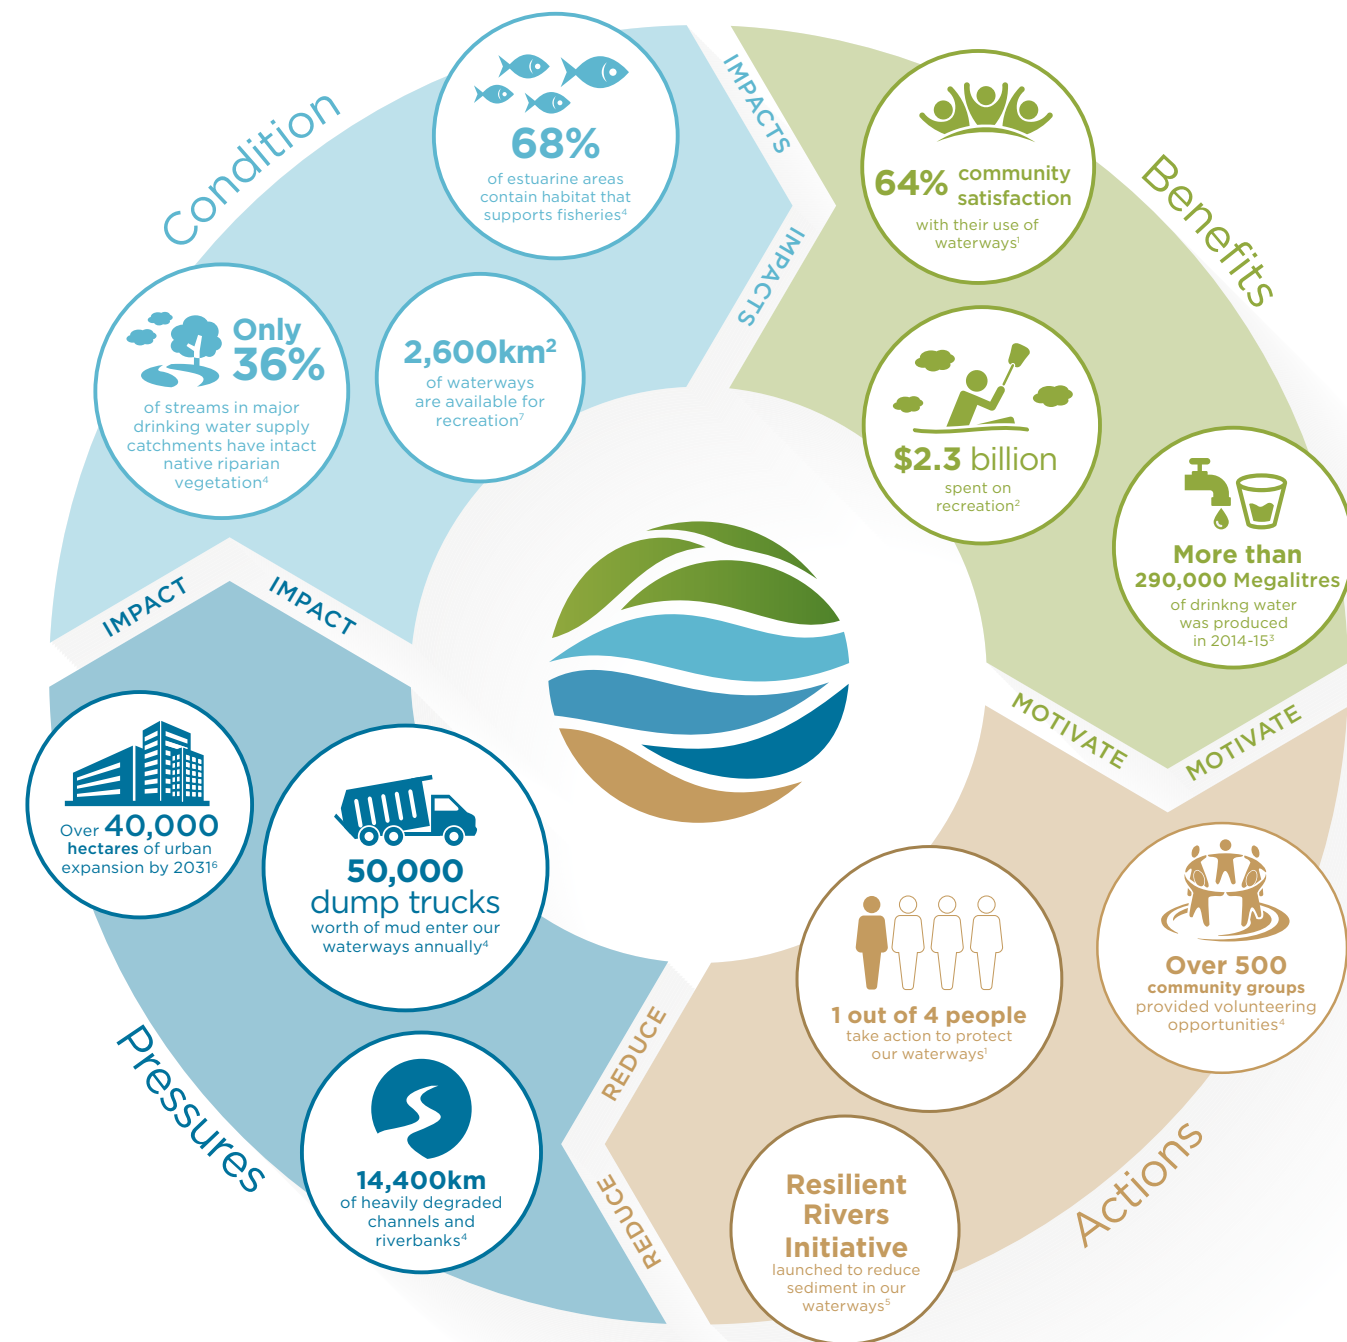 Condition
68%
of estuarine areas
contain habitat that
supports fisheries⁴
Only
36%
of streams in major
drinking water supply
catchments have intact
native riparian
vegetation⁴
2,600km²
of waterways
are available for
recreation⁷
IMPACTS
IMPACTS
Benefits
64% community
satisfaction
with their use of
waterways¹
$2.3 billion
spent on
recreation²
More than
290,000 Megalitres
of drinkng water
was produced
in 2014-15³
MOTIVATE
MOTIVATE
Actions
Over 500
community groups
provided volunteering
opportunities⁴
1 out of 4 people
take action to protect
our waterways¹
Resilient
Rivers
Initiative
launched to reduce
sediment in our
waterways⁵
REDUCE
REDUCE
Pressures
Over 40,000
hectares of urban
expansion by 2031⁶
50,000
dump trucks
worth of mud enter our
waterways annually⁴
14,400km
of heavily degraded
channels and
riverbanks⁴
IMPACT
IMPACT